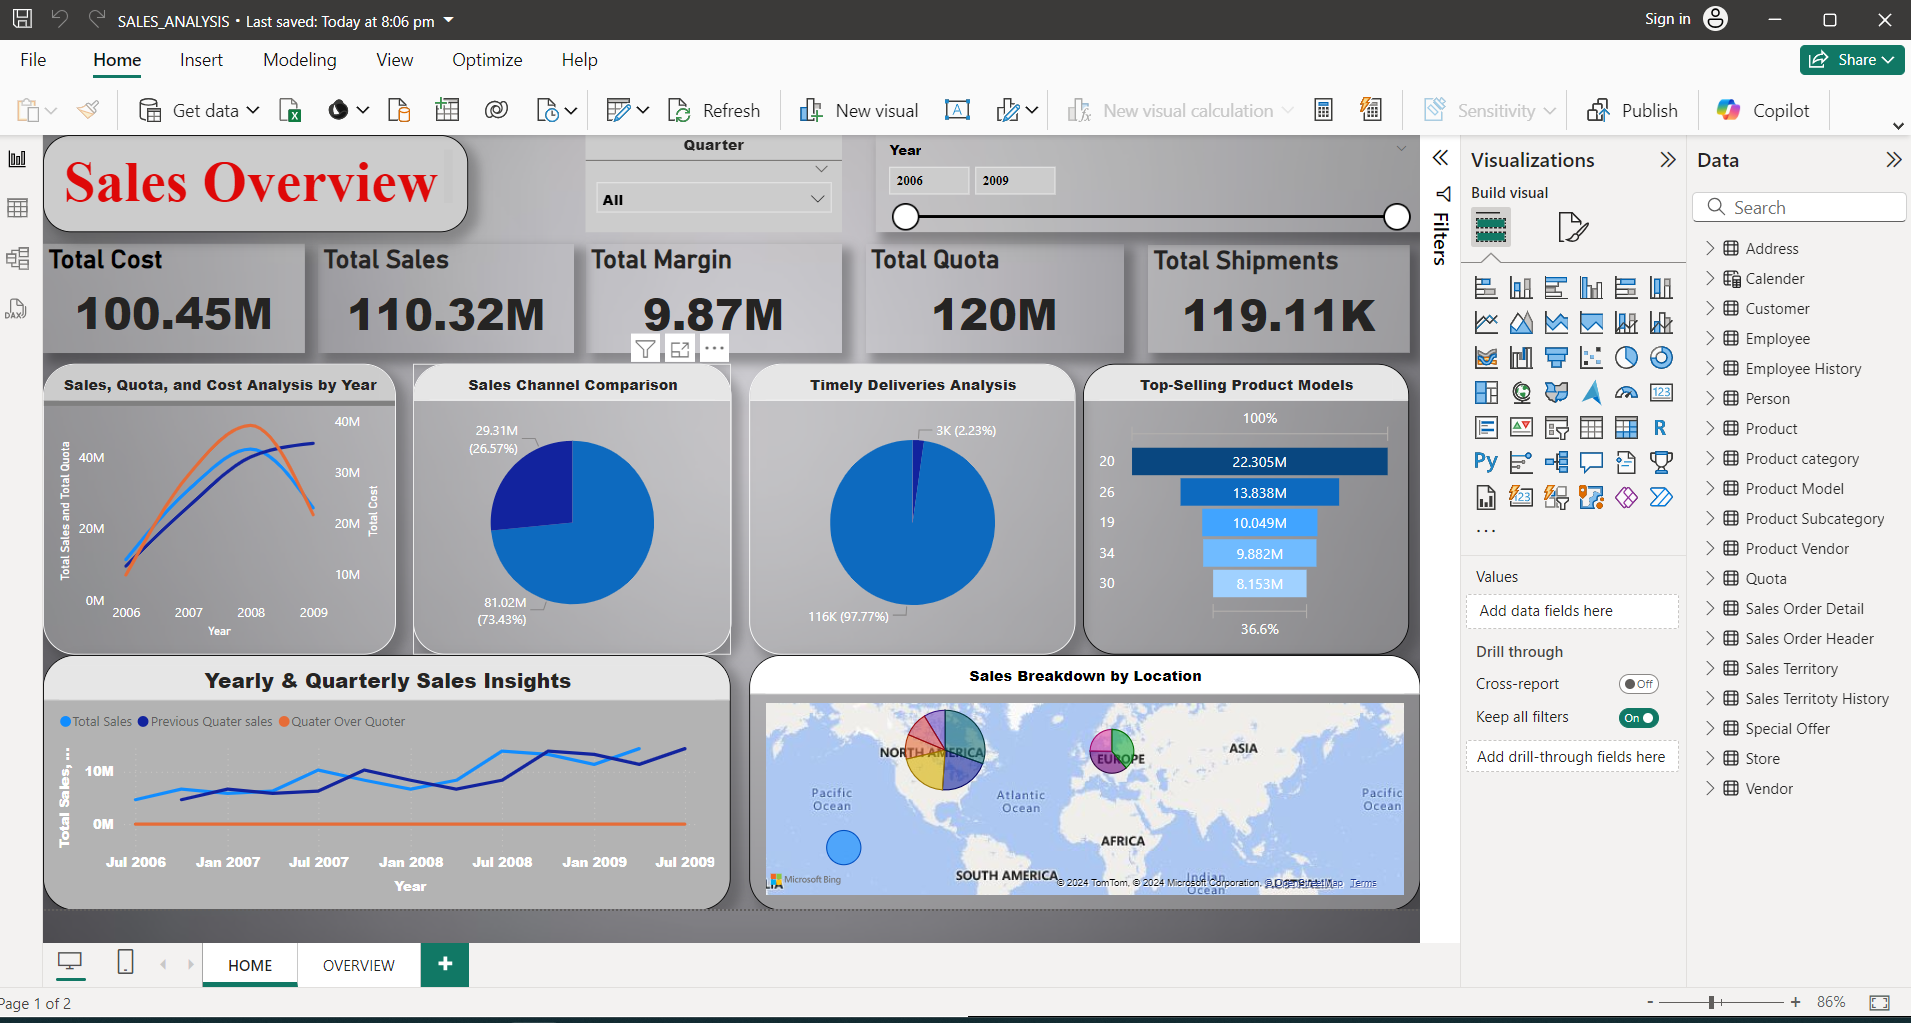 SALES_ANALYSIS • Last saved: Today at 8:06 pm
Sign in
File Home Insert Modeling View Optimize Help
Share
Get data
Refresh
New visual
New visual calculation
Sensitivity
Publish
Copilot
Sales Overview
Quarter
All
Year
2006 2009
Total Cost
100.45M
Total Sales
110.32M
Total Margin
9.87M
Total Quota
120M
Total Shipments
119.11K
Sales, Quota, and Cost Analysis by Year
Total Sales and Total Quota
40M
20M
0M
40M
30M
20M
10M
Total Cost
2006 2007 2008 2009
Year
Sales Channel Comparison
29.31M
(26.57%)
81.02M
(73.43%)
Timely Deliveries Analysis
3K (2.23%)
116K (97.77%)
Top-Selling Product Models
100%
20 22.305M
26 13.838M
19 10.049M
34 9.882M
30 8.153M
36.6%
Yearly & Quarterly Sales Insights
Total Sales Previous Quater sales Quater Over Quoter
Total Sales, ...
10M
0M
Jul 2006 Jan 2007 Jul 2007 Jan 2008 Jul 2008 Jan 2009 Jul 2009
Year
Sales Breakdown by Location
NORTH AMERICA
EUROPE
ASIA
Pacific
Ocean
Atlantic
Ocean
Pacific
Ocean
AFRICA
SOUTH AMERICA
Indian
Ocean
Microsoft Bing
© 2024 TomTom, © 2024 Microsoft Corporation, © OpenStreetMap Terms
Filters
Visualizations
Build visual
123
R
Py
123
...
Values
Add data fields here
Drill through
Cross-report
Off
Keep all filters
On
Add drill-through fields here
Data
Search
Address
Calender
Customer
Employee
Employee History
Person
Product
Product category
Product Model
Product Subcategory
Product Vendor
Quota
Sales Order Detail
Sales Order Header
Sales Territory
Sales Territoty History
Special Offer
Store
Vendor
DAX
HOME
OVERVIEW
+
Page 1 of 2
- + 86%